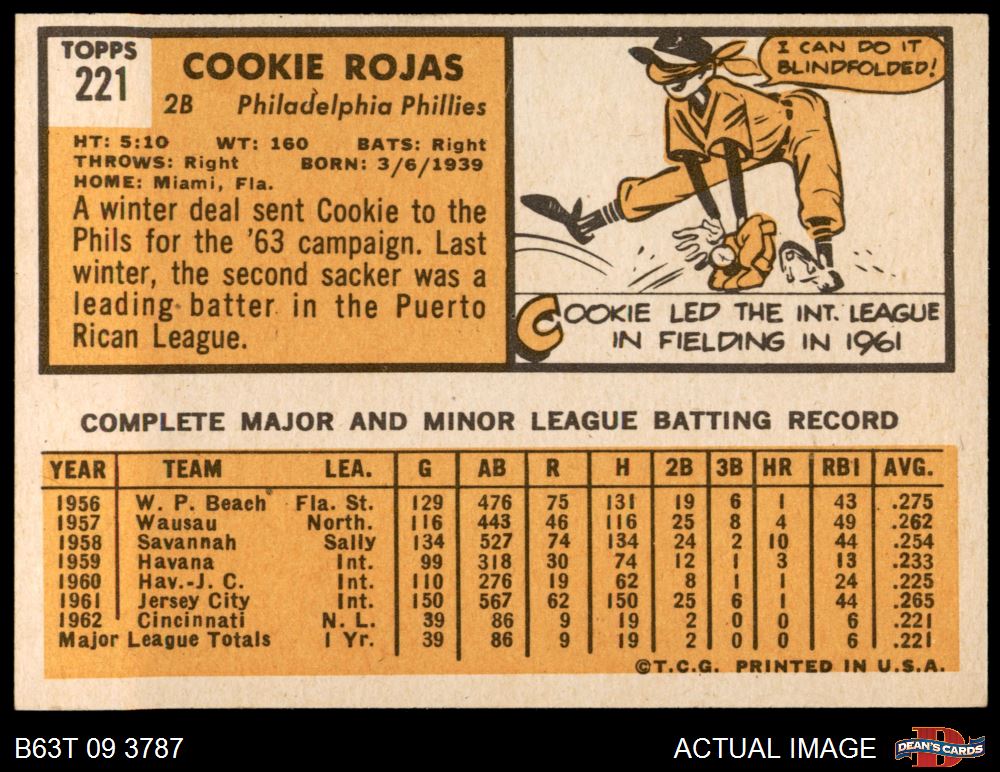 TOPPS
221
COOKIE ROJAS
2B Philadelphia Phillies
HT: 5:10 WT: 160 BATS: Right
THROWS: Right BORN: 3/6/1939
HOME: Miami, Fla.
A winter deal sent Cookie to the
Phils for the '63 campaign. Last
winter, the second sacker was a
leading batter in the Puerto
Rican League.
I CAN DO IT
BLINDFOLDED!
COOKIE LED THE INT. LEAGUE
IN FIELDING IN 1961
COMPLETE MAJOR AND MINOR LEAGUE BATTING RECORD
YEAR TEAM LEA. G AB R H 2B 3B HR RBI AVG.
1956 W. P. Beach Fla. St. 129 476 75 131 19 6 1 43 .275
1957 Wausau North. 116 443 46 116 25 8 4 49 .262
1958 Savannah Sally 134 527 74 134 24 2 10 44 .254
1959 Havana Int. 99 318 30 74 12 1 3 13 .233
1960 Hav.-J. C. Int. 110 276 19 62 8 1 1 24 .225
1961 Jersey City Int. 150 567 62 150 25 6 1 44 .265
1962 Cincinnati N. L. 39 86 9 19 2 0 0 6 .221
Major League Totals 1 Yr. 39 86 9 19 2 0 0 6 .221
©T.C.G. PRINTED IN U.S.A.
B63T 09 3787
ACTUAL IMAGE
DEAN'S CARDS